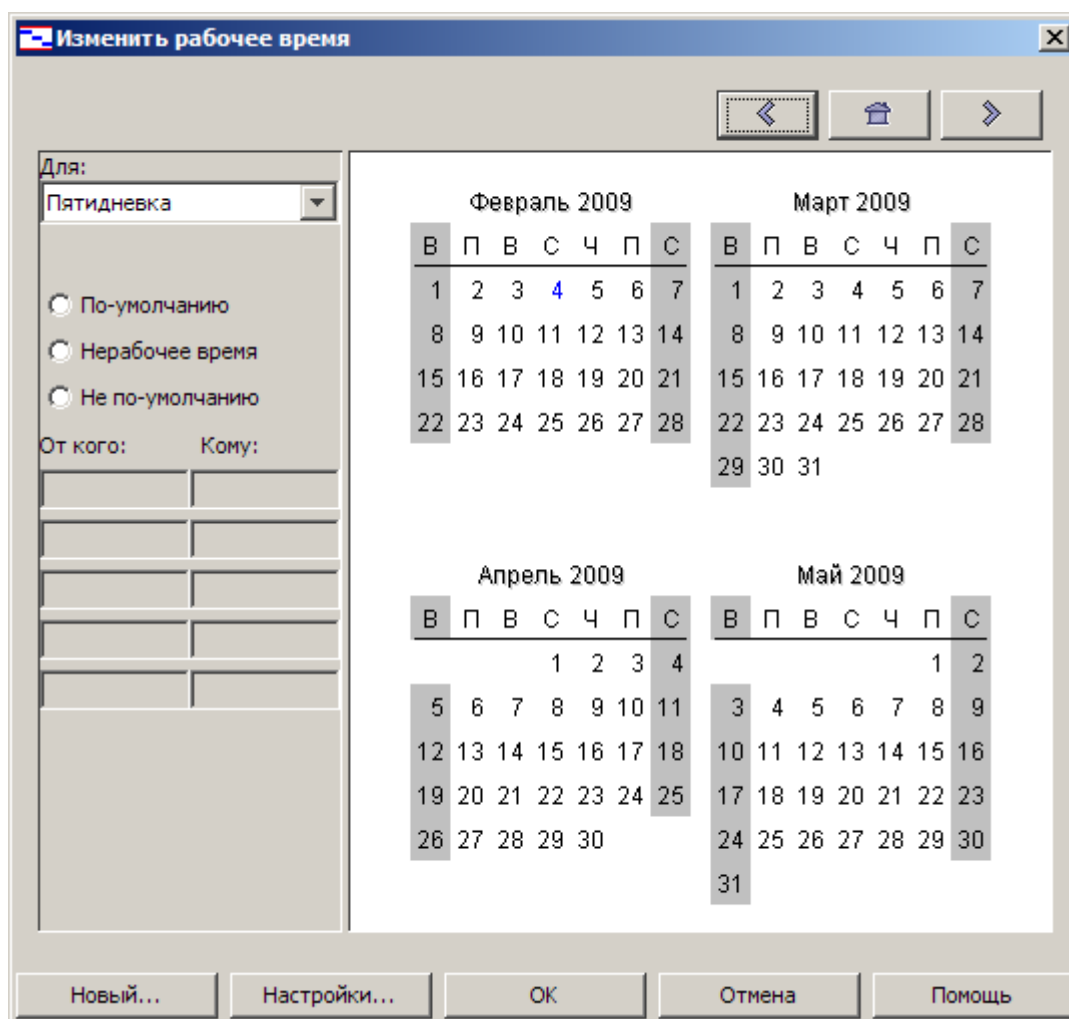 Изменить рабочее время
Для:
Пятидневка
По-умолчанию
Нерабочее время
Не по-умолчанию
От кого: Кому:
Февраль 2009
В П В С Ч П С
1 2 3 4 5 6 7
8 9 10 11 12 13 14
15 16 17 18 19 20 21
22 23 24 25 26 27 28
Март 2009
В П В С Ч П С
1 2 3 4 5 6 7
8 9 10 11 12 13 14
15 16 17 18 19 20 21
22 23 24 25 26 27 28
29 30 31
Апрель 2009
В П В С Ч П С
1 2 3 4
5 6 7 8 9 10 11
12 13 14 15 16 17 18
19 20 21 22 23 24 25
26 27 28 29 30
Май 2009
В П В С Ч П С
1 2
3 4 5 6 7 8 9
10 11 12 13 14 15 16
17 18 19 20 21 22 23
24 25 26 27 28 29 30
31
Новый... Настройки... ОК Отмена Помощь